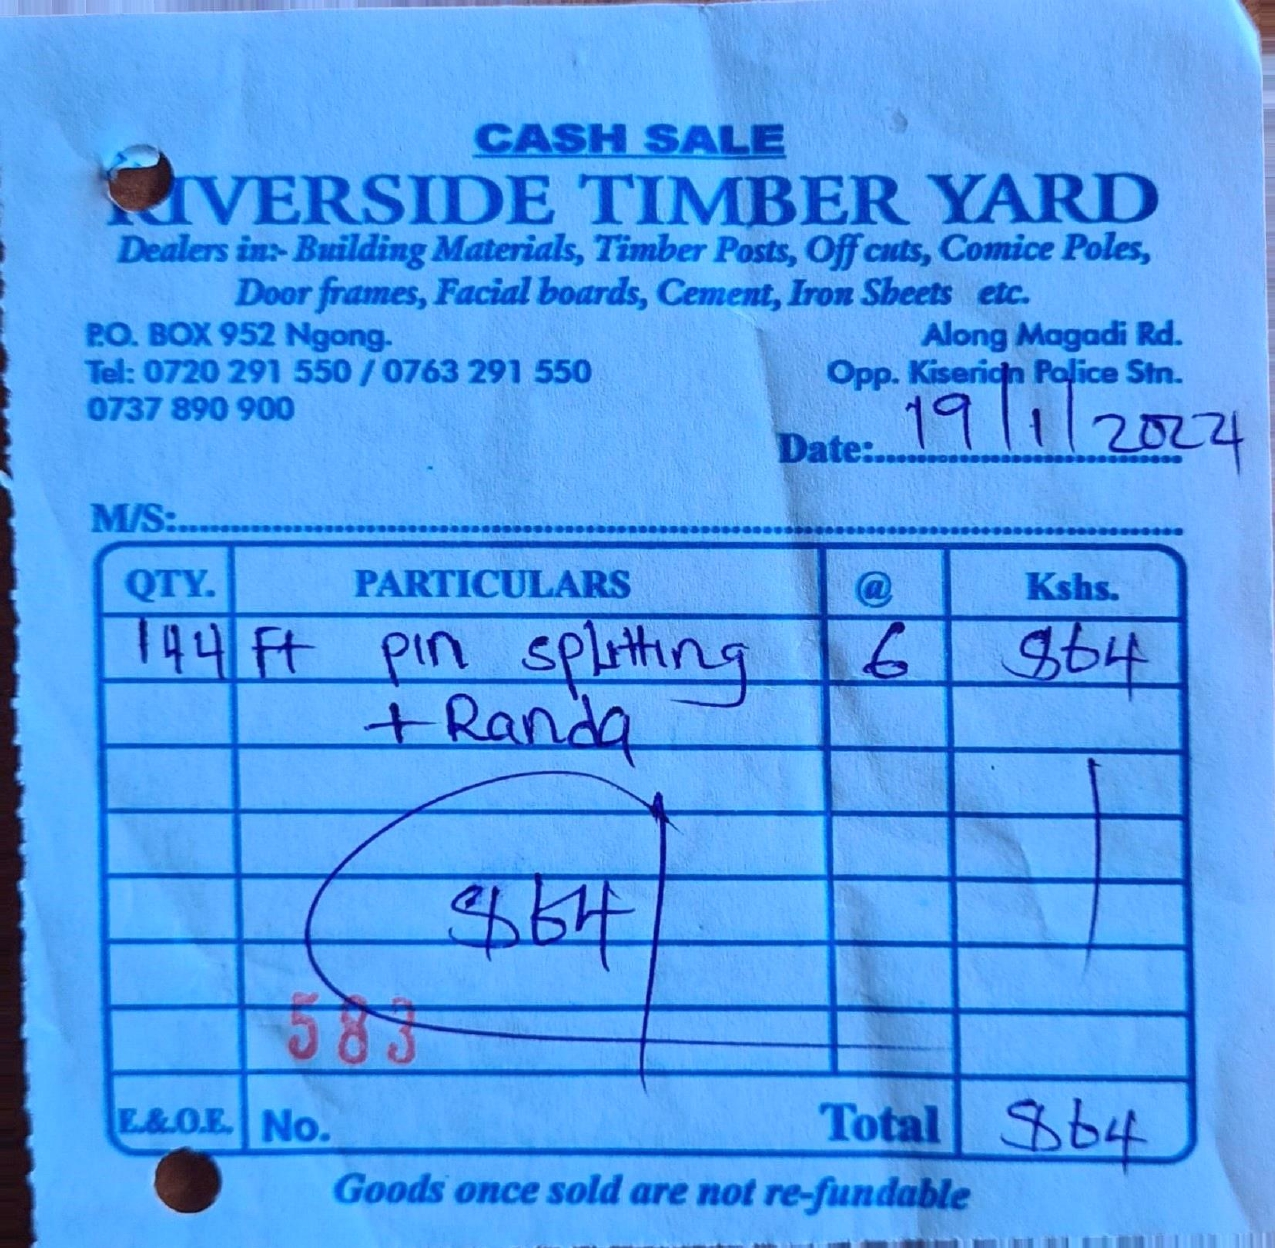 CASH SALE
RIVERSIDE TIMBER YARD
Dealers in:- Building Materials, Timber Posts, Off cuts, Comice Poles,
Door frames, Facial boards, Cement, Iron Sheets etc.
P.O. BOX 952 Ngong.
Tel: 0720 291 550 / 0763 291 550
0737 890 900
Along Magadi Rd.
Opp. Kiserian Police Stn.
Date: 19/1/2024
M/S:
QTY. PARTICULARS @ Kshs.
144 Ft pin splitting 6 864
+ Randa
864
583
E.&.O.E. No. Total 864
Goods once sold are not re-fundable